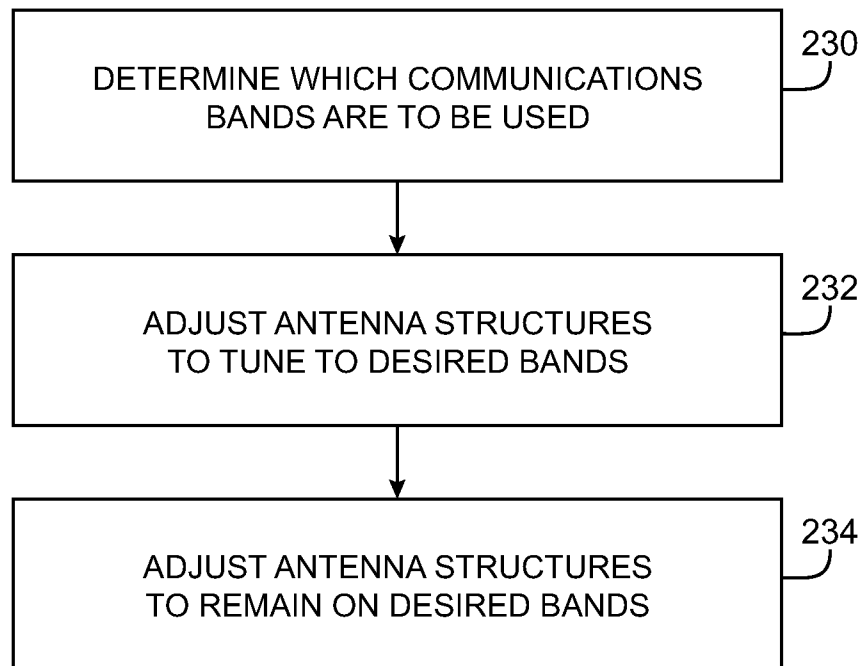 230
DETERMINE WHICH COMMUNICATIONS
BANDS ARE TO BE USED
232
ADJUST ANTENNA STRUCTURES
TO TUNE TO DESIRED BANDS
234
ADJUST ANTENNA STRUCTURES
TO REMAIN ON DESIRED BANDS